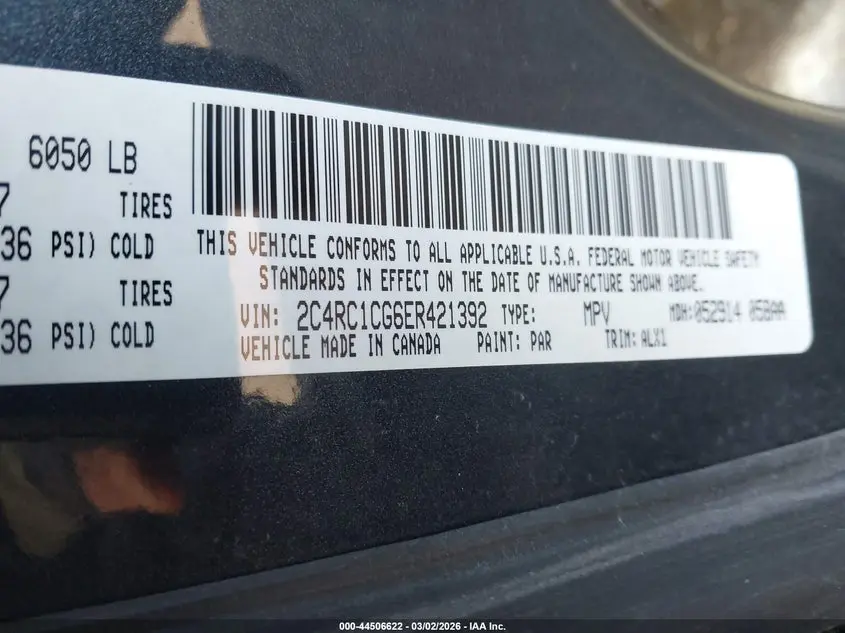 6050 LB
7 TIRES
36 PSI) COLD
7 TIRES
36 PSI) COLD
THIS VEHICLE CONFORMS TO ALL APPLICABLE U.S.A. FEDERAL MOTOR VEHICLE SAFETY
STANDARDS IN EFFECT ON THE DATE OF MANUFACTURE SHOWN ABOVE.
VIN: 2C4RC1CG6ER421392 TYPE: MPV MDH:052914 058AA
VEHICLE MADE IN CANADA PAINT: PAR TRIM: ALX1
000-44506622 - 03/02/2026 - IAA Inc.